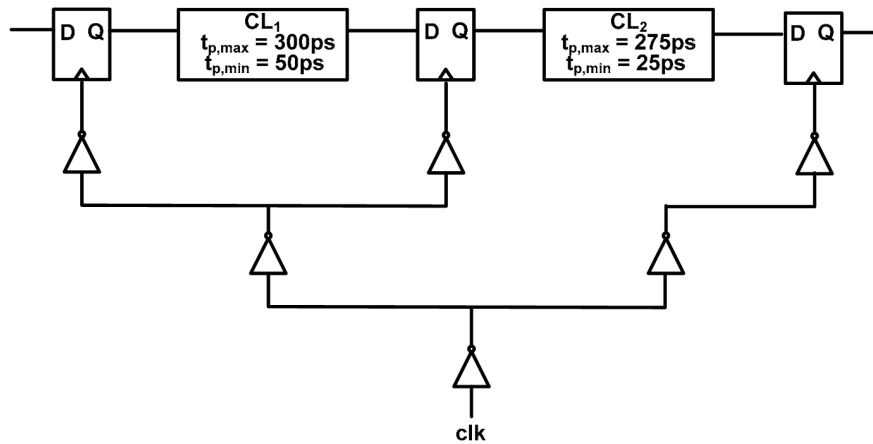 D Q
CL₁
tₚ,ₘₐₓ = 300ps
tₚ,ₘᵢₙ = 50ps
D Q
CL₂
tₚ,ₘₐₓ = 275ps
tₚ,ₘᵢₙ = 25ps
D Q
clk